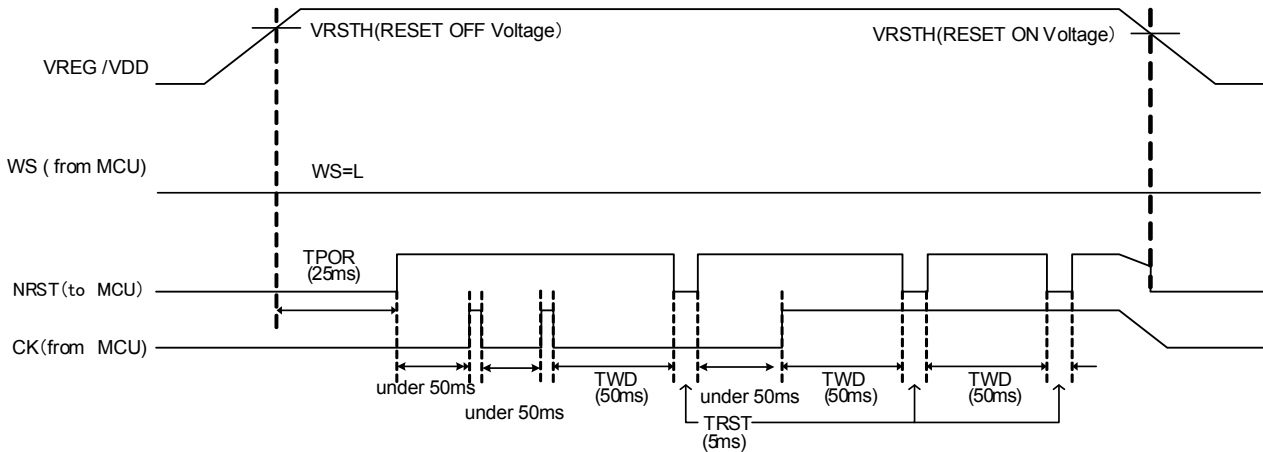 VRSTH(RESET OFF Voltage)
VRSTH(RESET ON Voltage)
VREG /VDD
WS ( from MCU)
WS=L
TPOR
(25ms)
NRST(to MCU)
CK(from MCU)
under 50ms
under 50ms
TWD
(50ms)
under 50ms
TWD
(50ms)
TWD
(50ms)
TRST
(5ms)